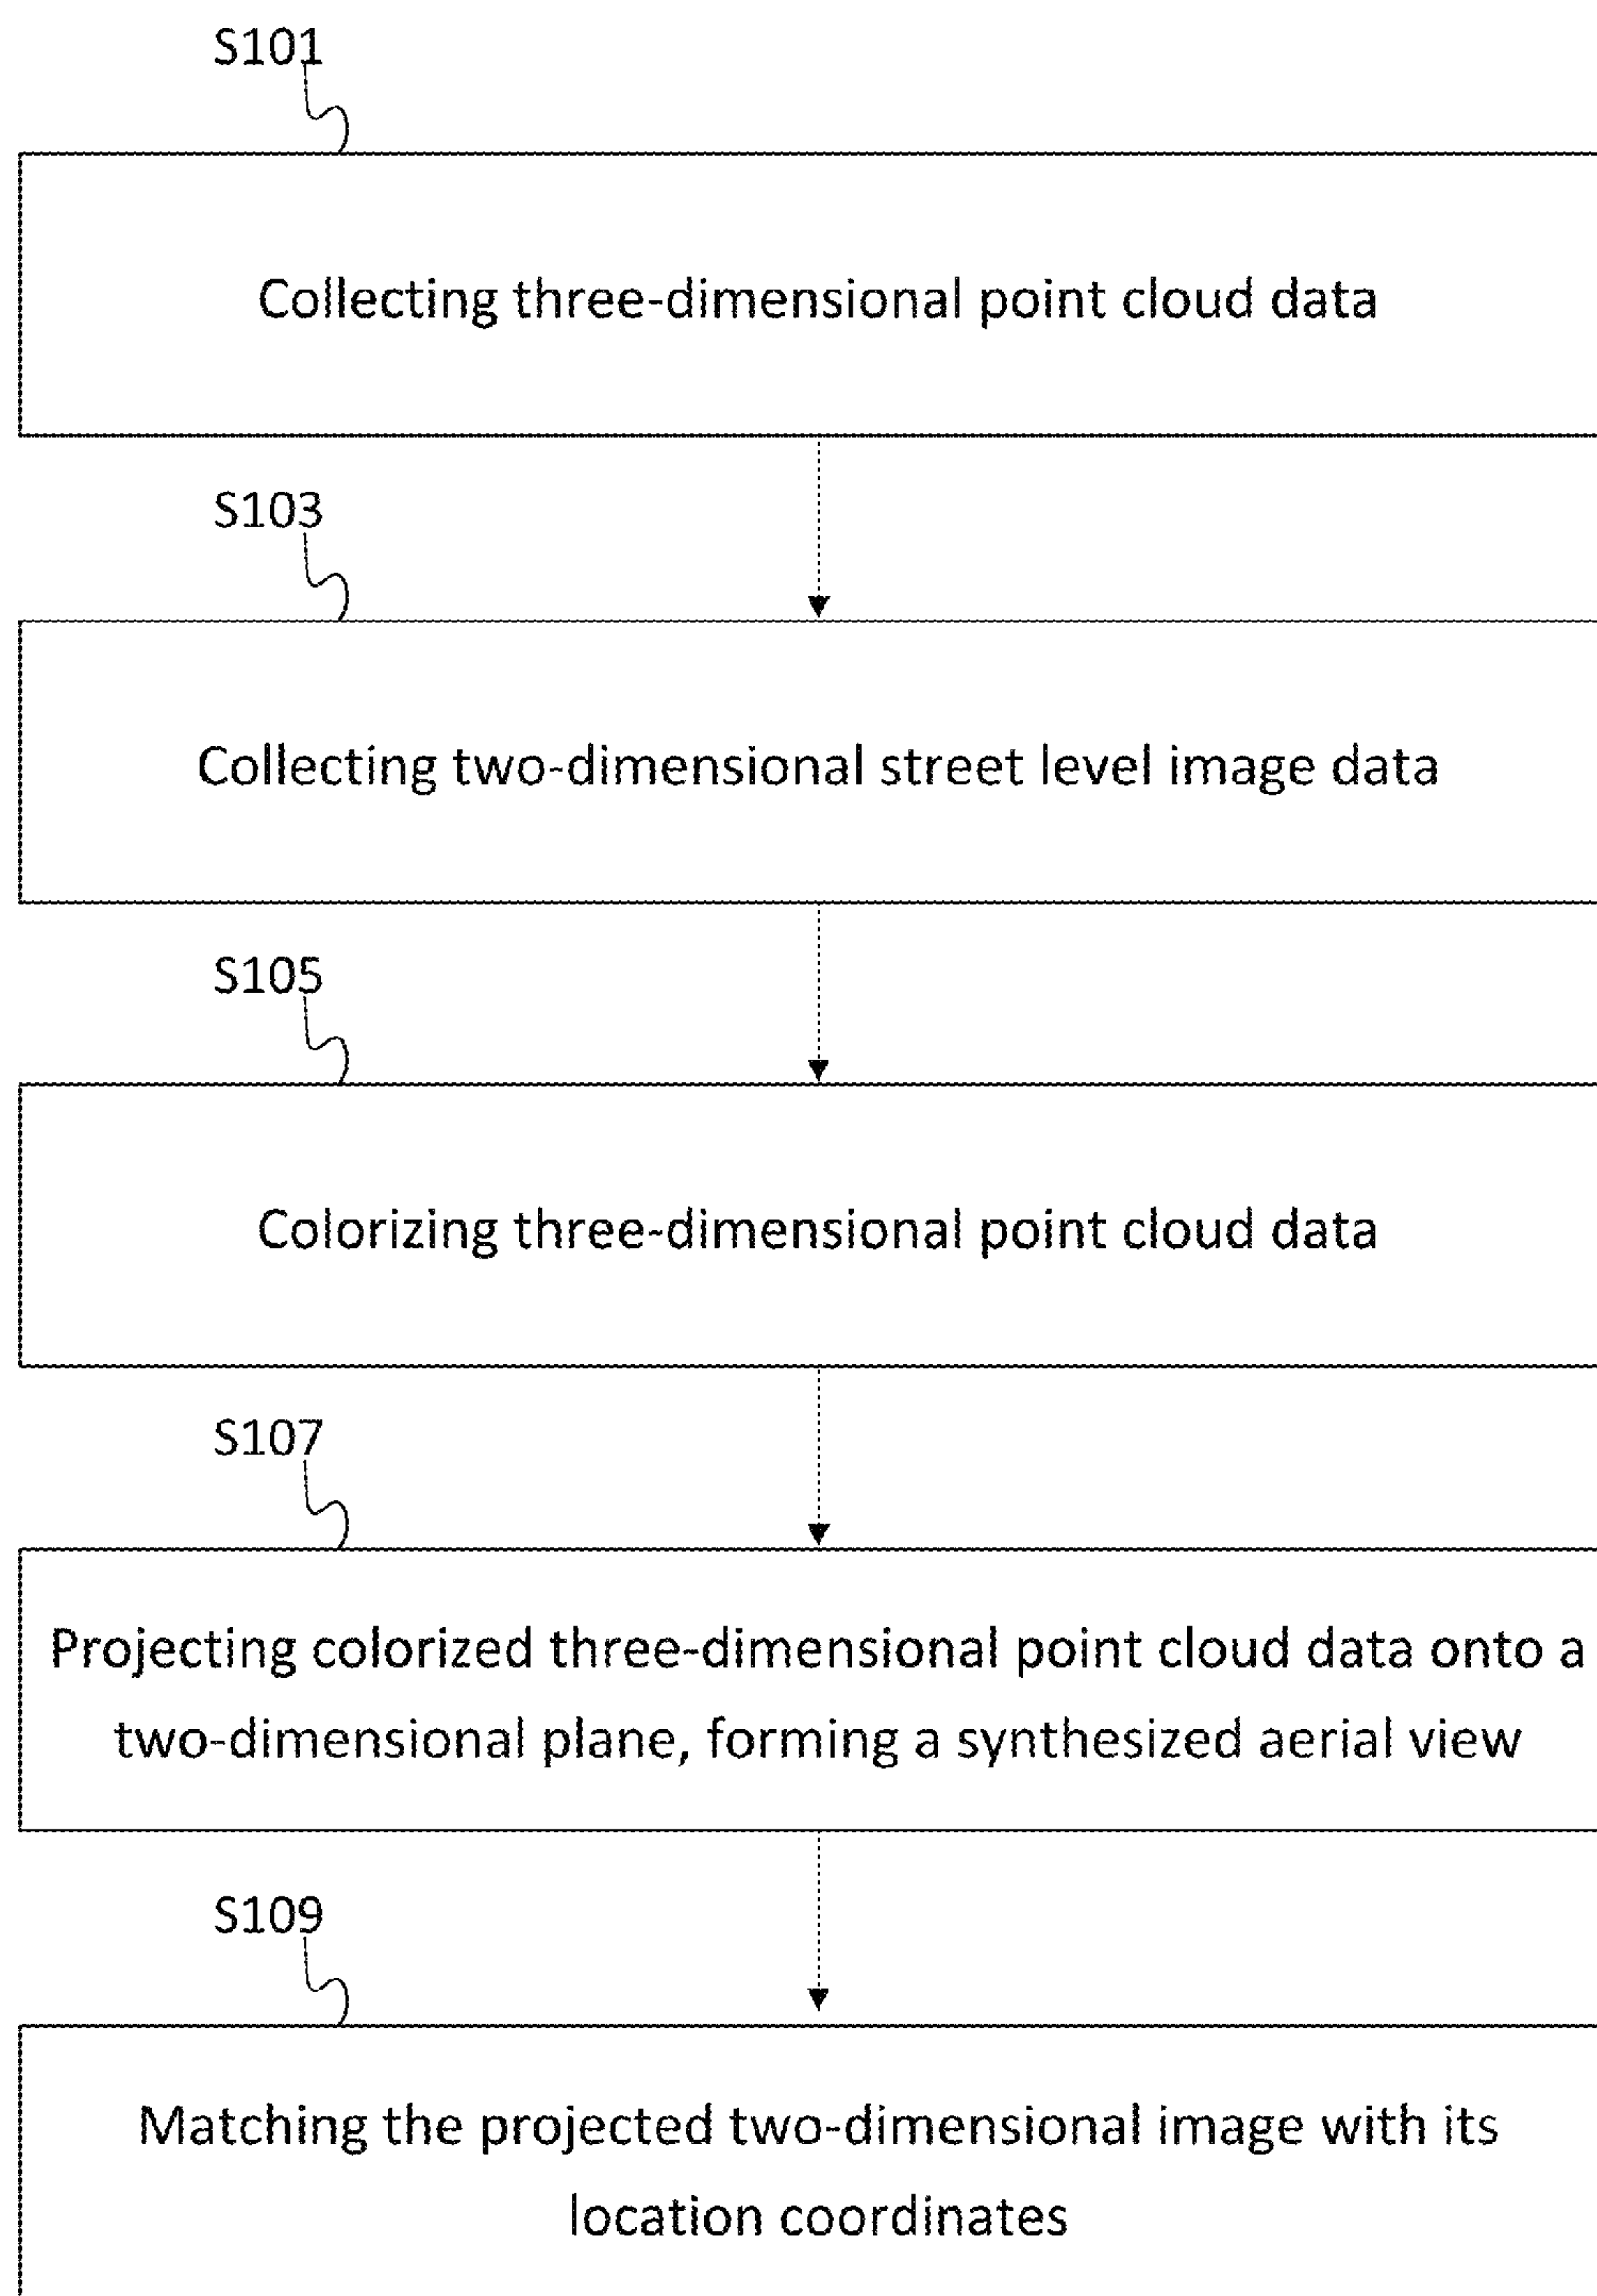 S101
Collecting three-dimensional point cloud data
S103
Collecting two-dimensional street level image data
S105
Colorizing three-dimensional point cloud data
S107
Projecting colorized three-dimensional point cloud data onto a
two-dimensional plane, forming a synthesized aerial view
S109
Matching the projected two-dimensional image with its
location coordinates